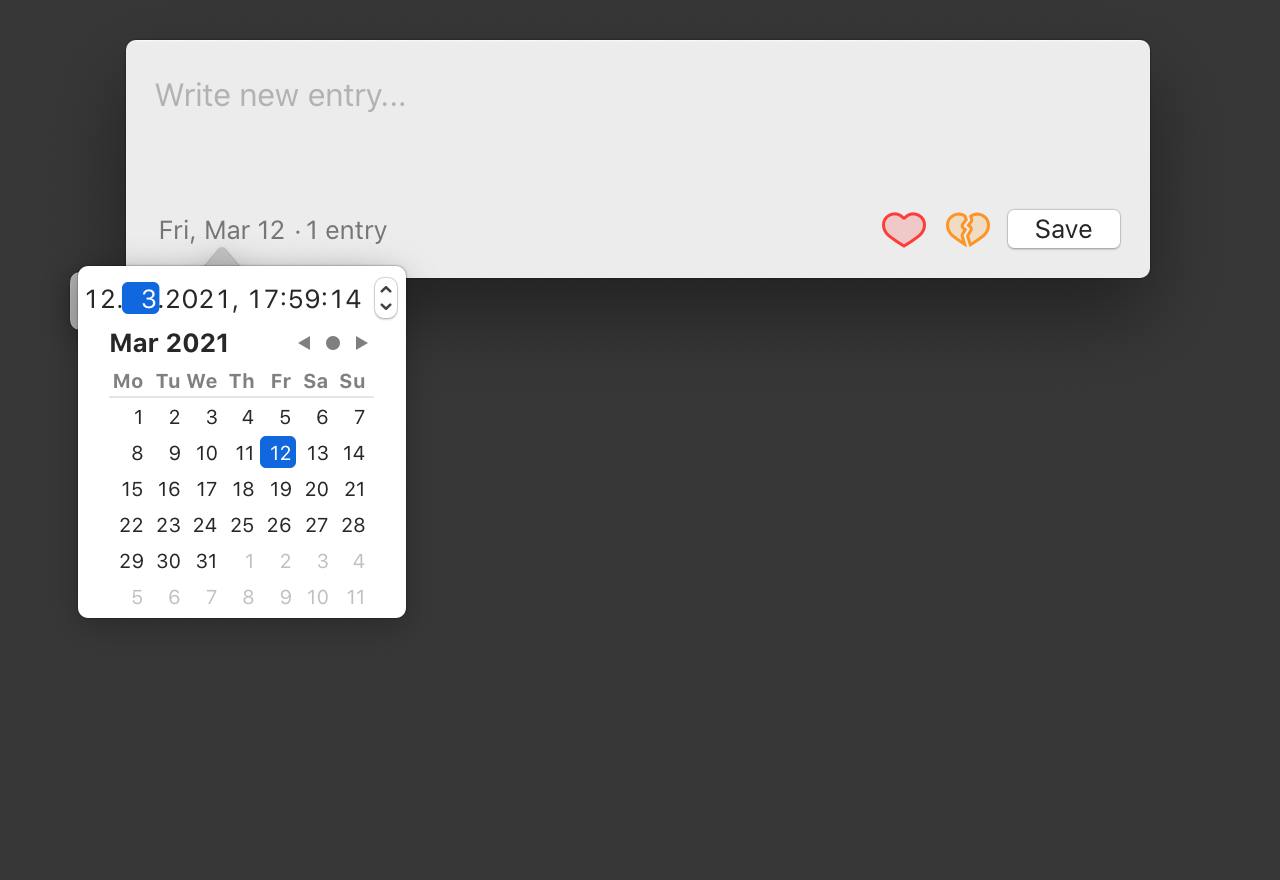 Write new entry...
Fri, Mar 12 · 1 entry
Save
12. 3.2021, 17:59:14
Mar 2021
Mo Tu We Th Fr Sa Su
1 2 3 4 5 6 7
8 9 10 11 12 13 14
15 16 17 18 19 20 21
22 23 24 25 26 27 28
29 30 31 1 2 3 4
5 6 7 8 9 10 11